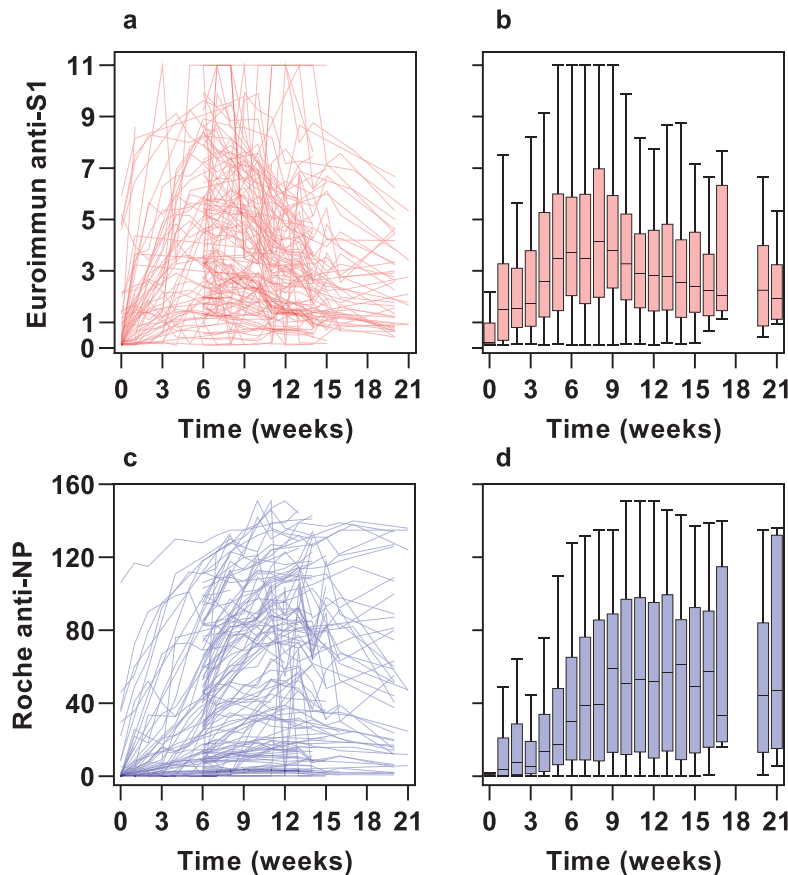 a
b
Euroimmun anti-S1
11
9
7
5
3
1
0
0 3 6 9 12 15 18 21
0 3 6 9 12 15 18 21
Time (weeks)
Time (weeks)
c
d
Roche anti-NP
160
120
80
40
0
0 3 6 9 12 15 18 21
0 3 6 9 12 15 18 21
Time (weeks)
Time (weeks)